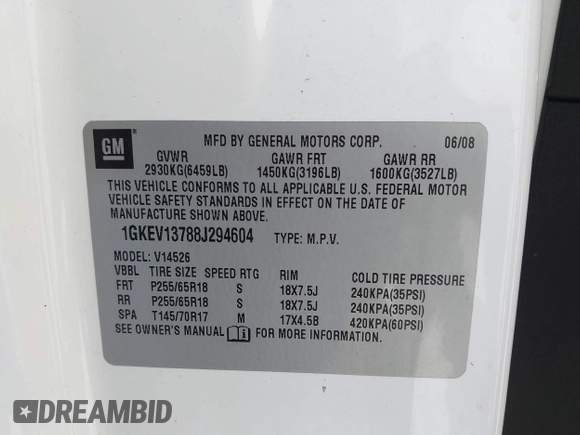 GM MFD BY GENERAL MOTORS CORP. 06/08
GVWR GAWR FRT GAWR RR
2930KG(6459LB) 1450KG(3196LB) 1600KG(3527LB)
THIS VEHICLE CONFORMS TO ALL APPLICABLE U.S. FEDERAL MOTOR
VEHICLE SAFETY STANDARDS IN EFFECT ON THE DATE OF
MANUFACTURE SHOWN ABOVE.
1GKEV13788J294604 TYPE: M.P.V.
MODEL: V14526
VBBL TIRE SIZE SPEED RTG RIM COLD TIRE PRESSURE
FRT P255/65R18 S 18X7.5J 240KPA(35PSI)
RR P255/65R18 S 18X7.5J 240KPA(35PSI)
SPA T145/70R17 M 17X4.5B 420KPA(60PSI)
SEE OWNER'S MANUAL FOR MORE INFORMATION.
DREAMBID